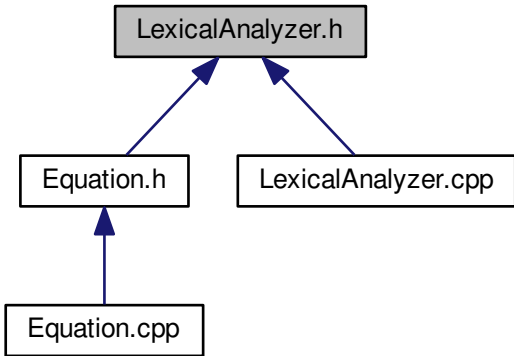 LexicalAnalyzer.h
Equation.h
LexicalAnalyzer.cpp
Equation.cpp